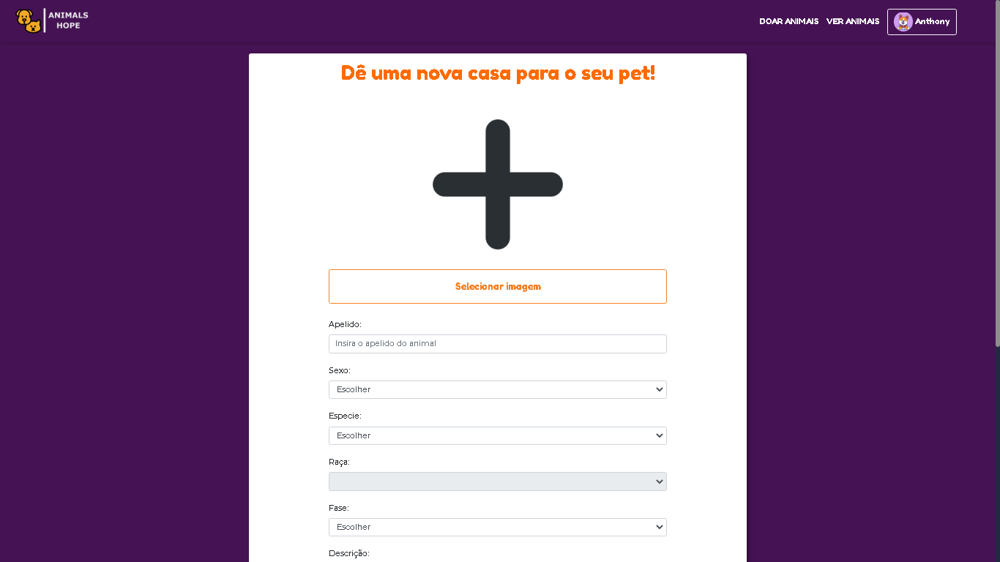 ANIMALS
HOPE
DOAR ANIMAIS VER ANIMAIS Anthony
Dê uma nova casa para o seu pet!
Selecionar imagem
Apelido:
Insira o apelido do animal
Sexo:
Escolher
Especie:
Escolher
Raça:
Fase:
Escolher
Descrição: